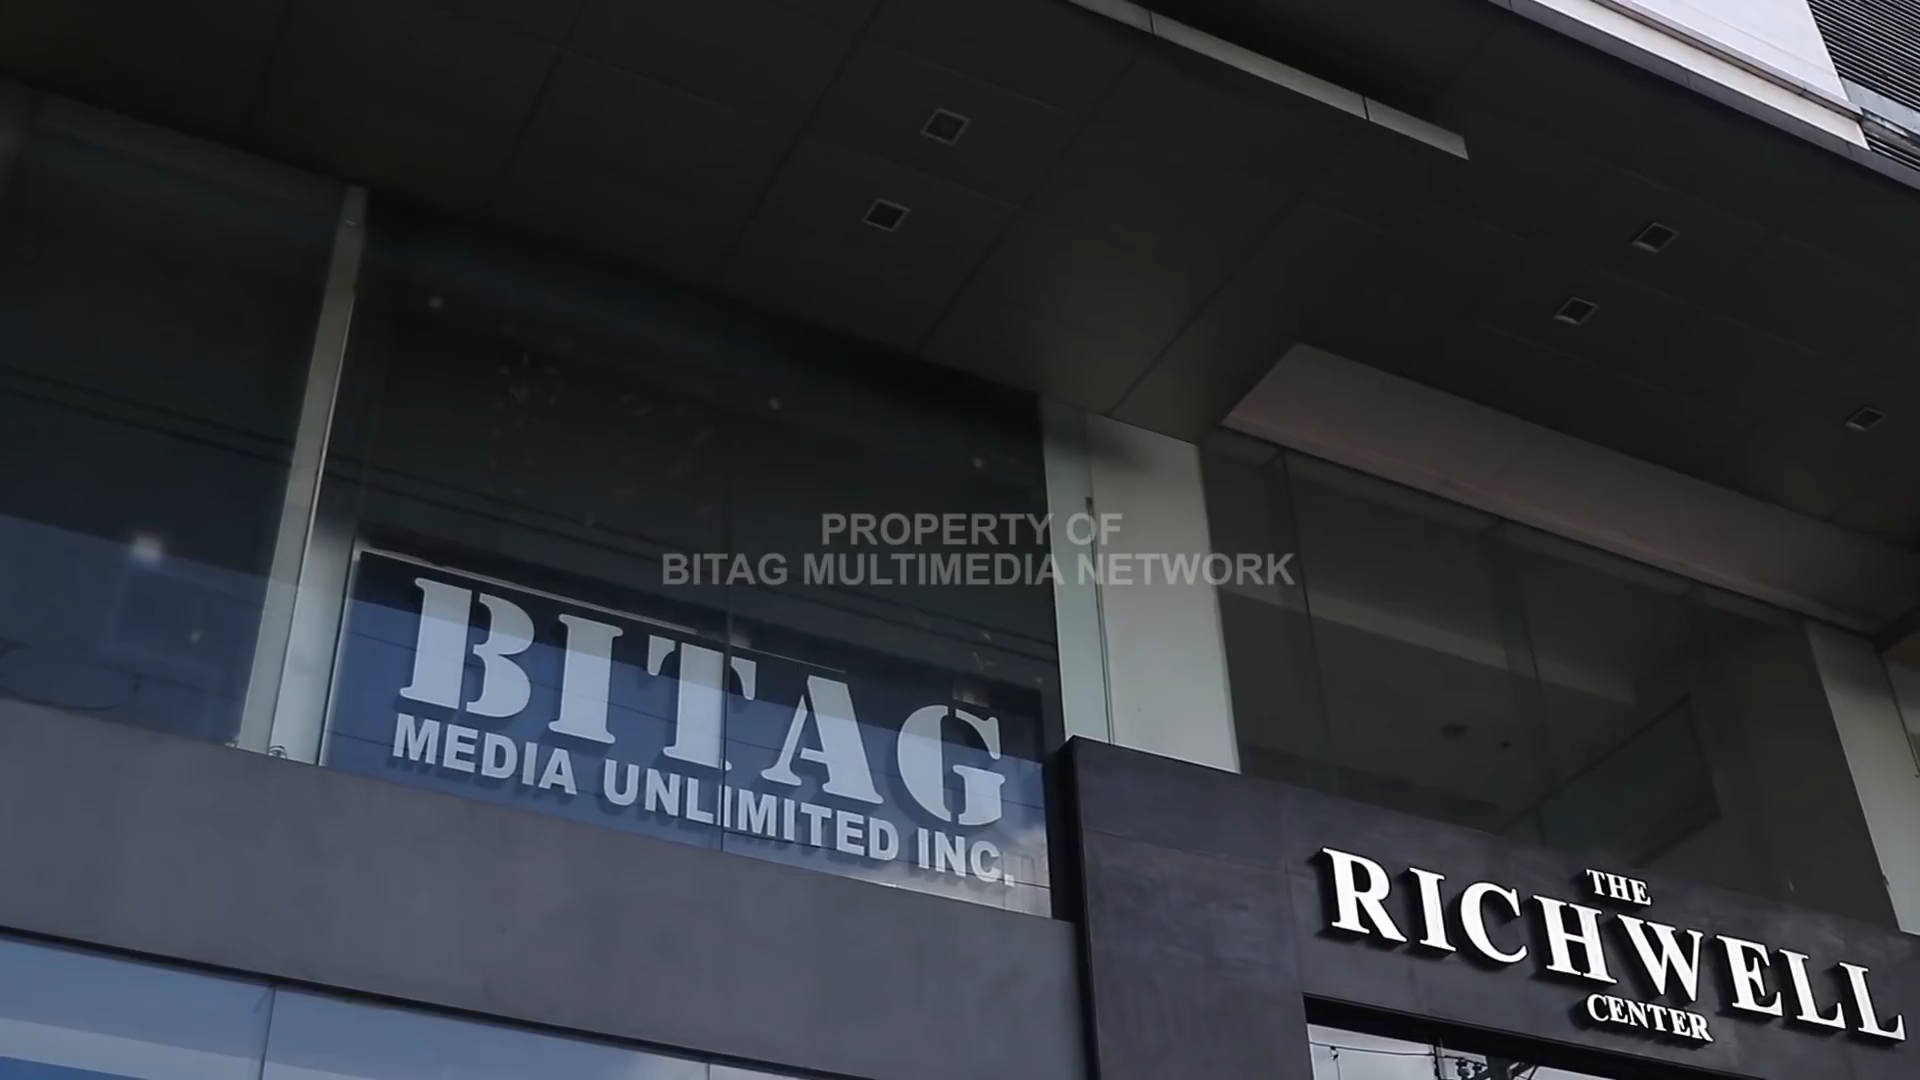 PROPERTY OF
BITAG MULTIMEDIA NETWORK
BITAG
MEDIA UNLIMITED INC.
THE
RICHWELL
CENTER